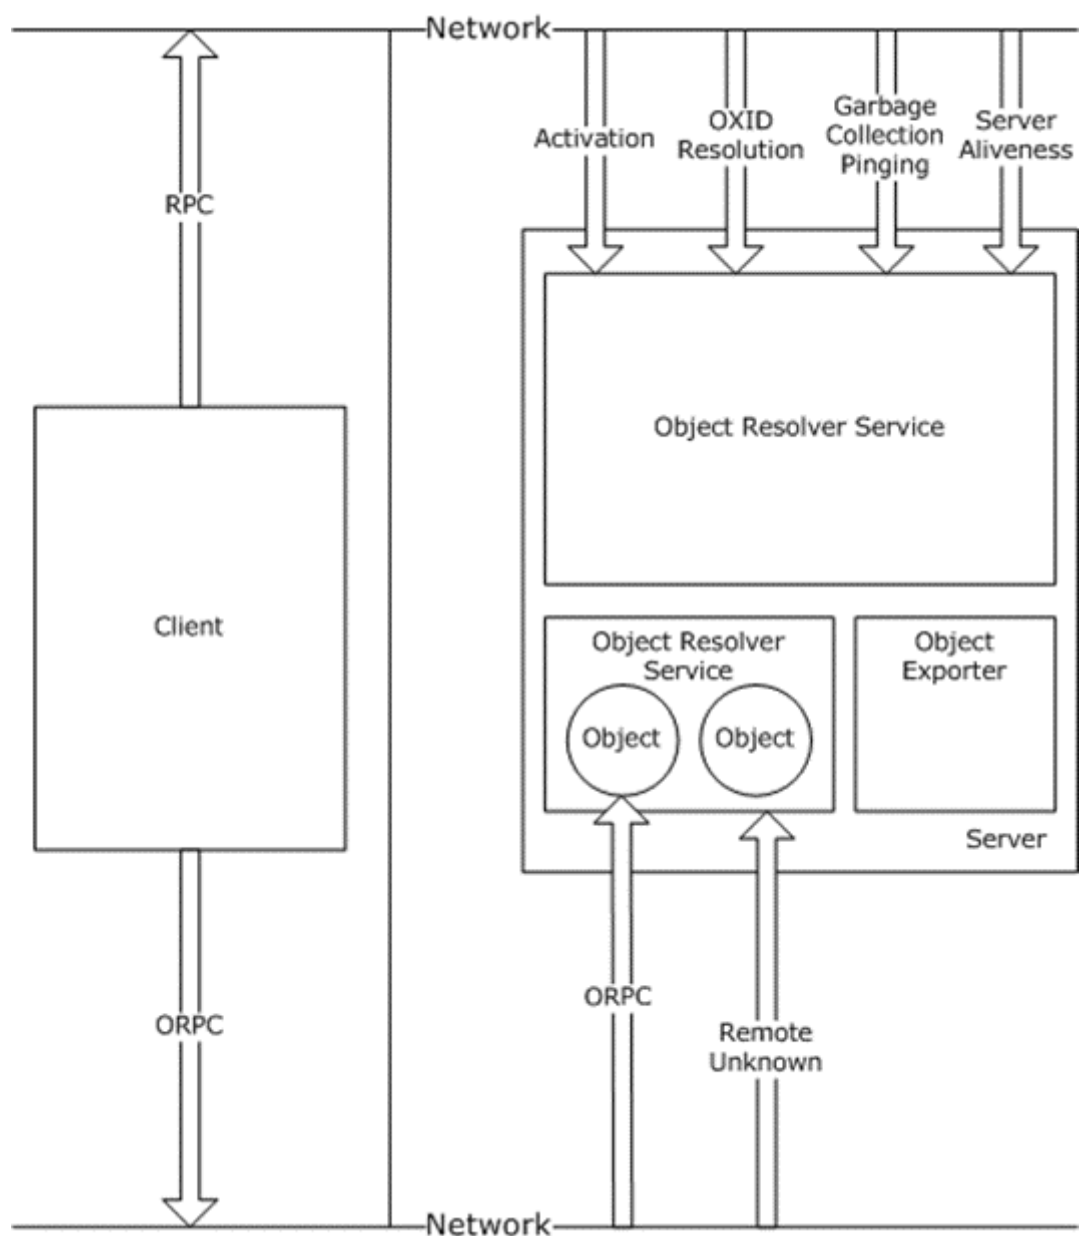 Network
Activation
OXID
Resolution
Garbage
Collection
Pinging
Server
Aliveness
RPC
Object Resolver Service
Client
Object Resolver
Service
Object
Object
Object
Exporter
Server
ORPC
ORPC
Remote
Unknown
Network